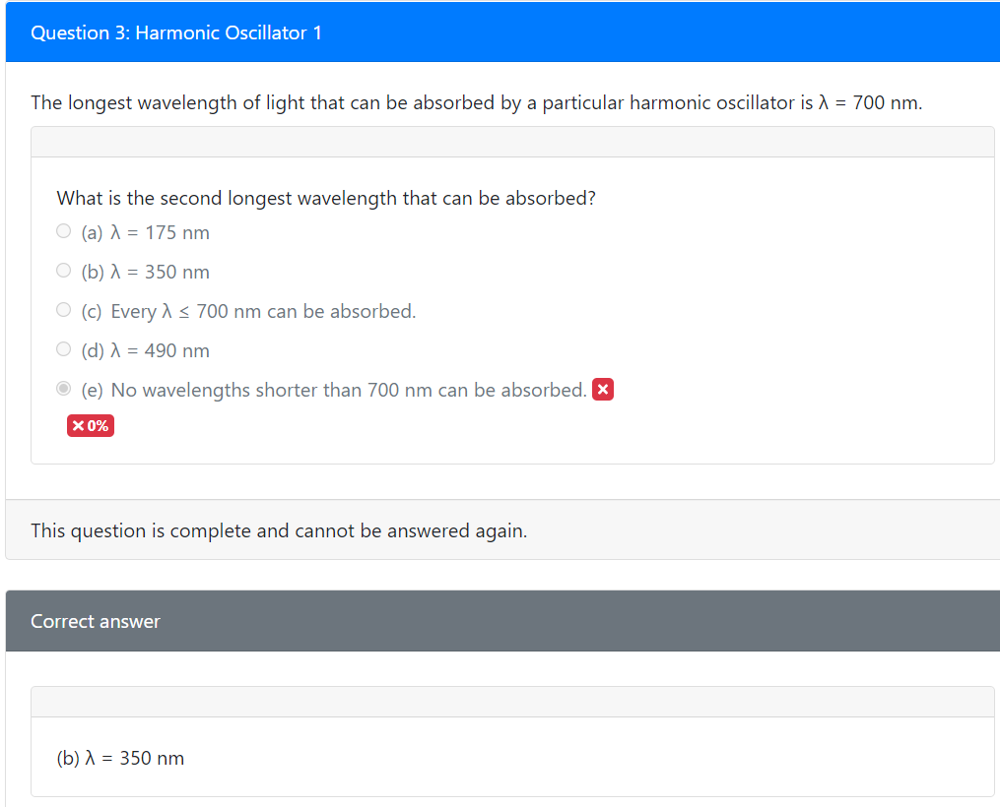 Question 3: Harmonic Oscillator 1
The longest wavelength of light that can be absorbed by a particular harmonic oscillator is λ = 700 nm.
What is the second longest wavelength that can be absorbed?
(a) λ = 175 nm
(b) λ = 350 nm
(c) Every λ ≤ 700 nm can be absorbed.
(d) λ = 490 nm
(e) No wavelengths shorter than 700 nm can be absorbed.
0%
This question is complete and cannot be answered again.
Correct answer
(b) λ = 350 nm